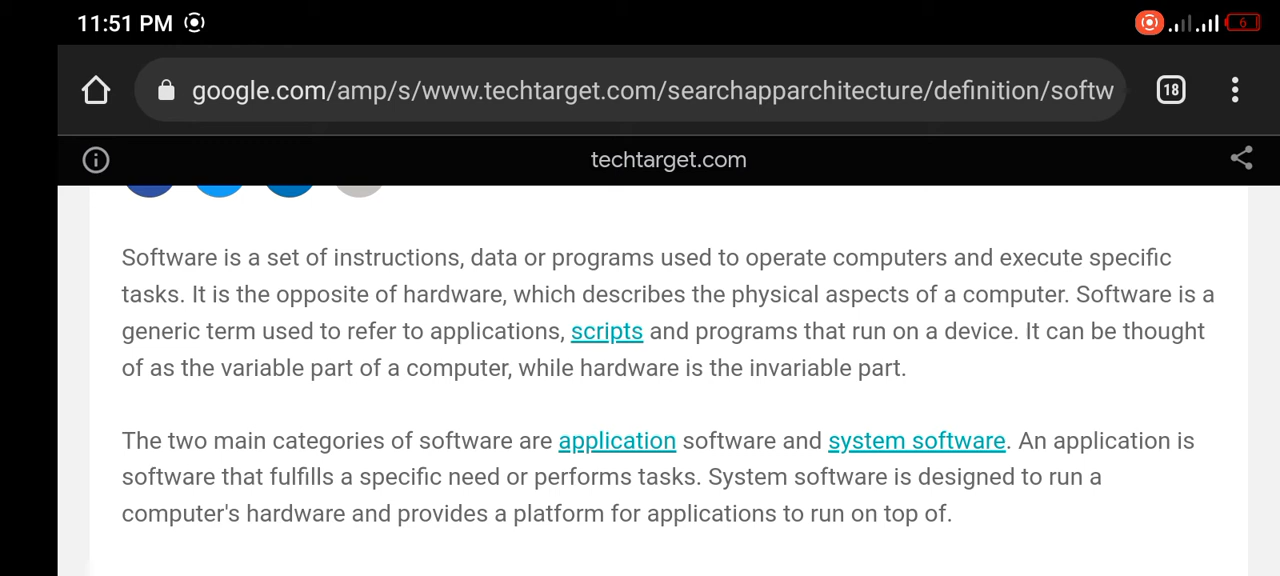 11:51 PM
6
google.com/amp/s/www.techtarget.com/searchapparchitecture/definition/softw
18
techtarget.com
Software is a set of instructions, data or programs used to operate computers and execute specific
tasks. It is the opposite of hardware, which describes the physical aspects of a computer. Software is a
generic term used to refer to applications, scripts and programs that run on a device. It can be thought
of as the variable part of a computer, while hardware is the invariable part.
The two main categories of software are application software and system software. An application is
software that fulfills a specific need or performs tasks. System software is designed to run a
computer's hardware and provides a platform for applications to run on top of.